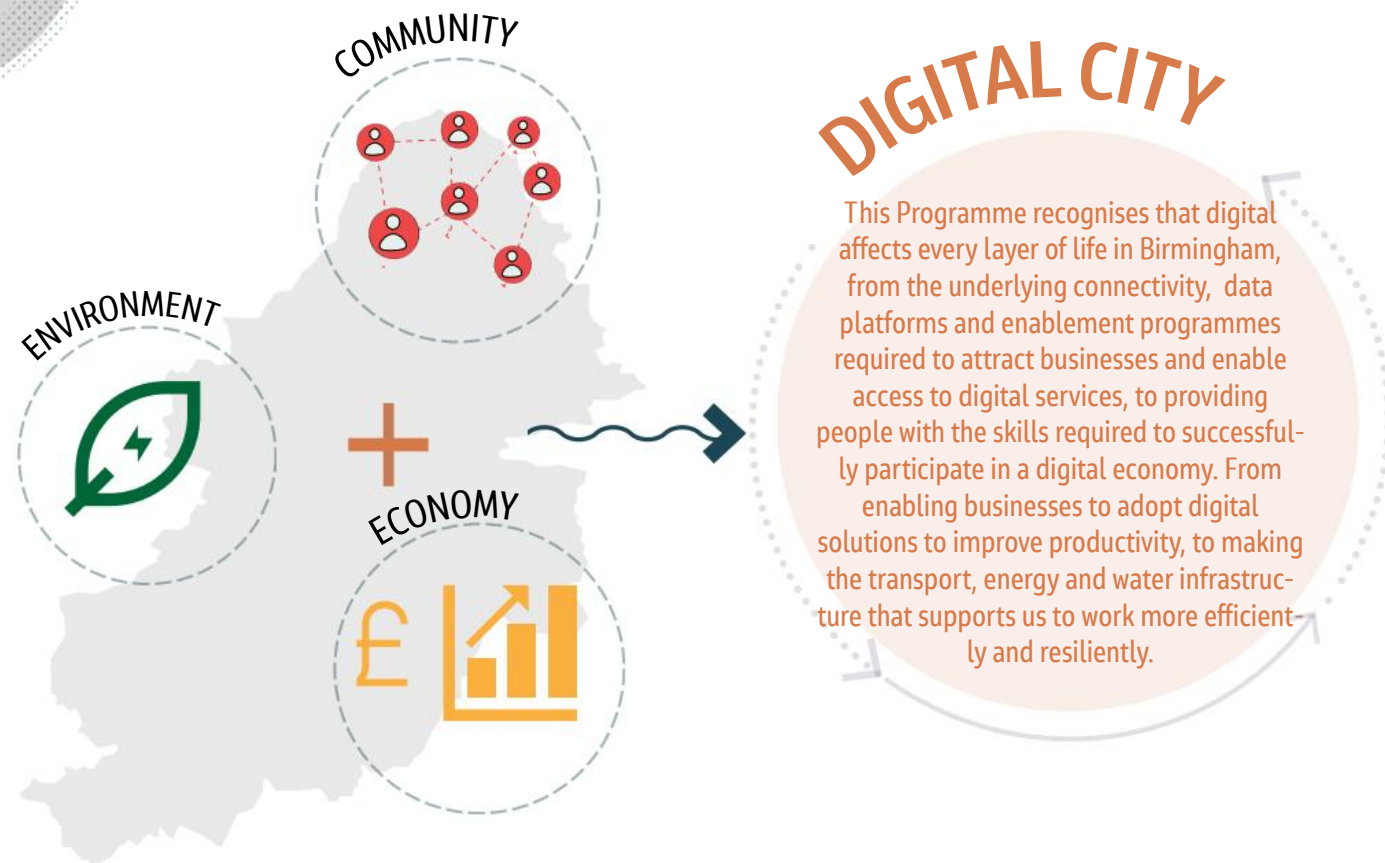 COMMUNITY
ENVIRONMENT
ECONOMY
£
DIGITAL CITY
This Programme recognises that digital
affects every layer of life in Birmingham,
from the underlying connectivity, data
platforms and enablement programmes
required to attract businesses and enable
access to digital services, to providing
people with the skills required to successful-
ly participate in a digital economy. From
enabling businesses to adopt digital
solutions to improve productivity, to making
the transport, energy and water infrastruc-
ture that supports us to work more efficient-
ly and resiliently.